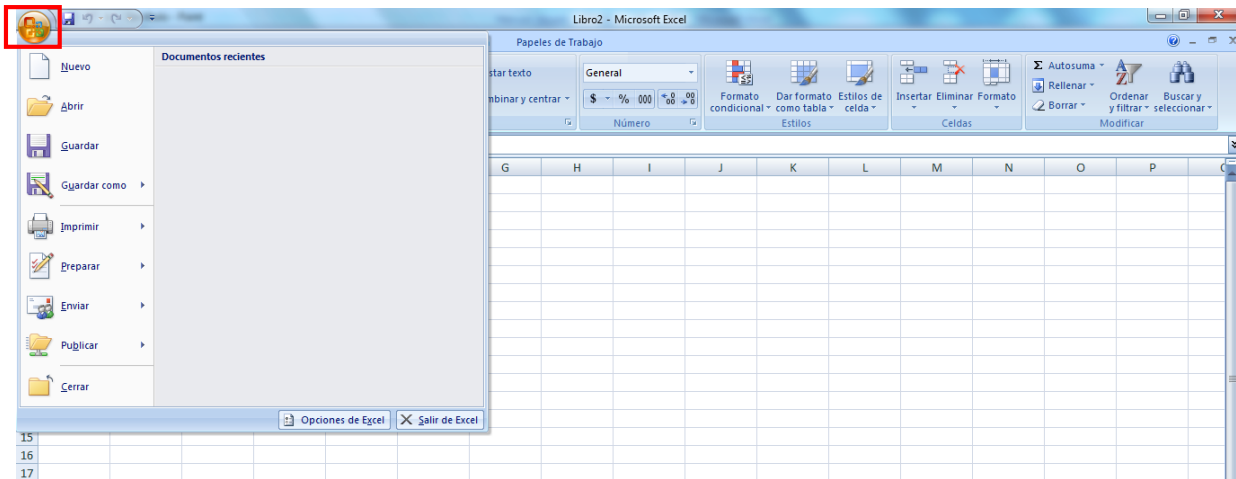 Libro2 - Microsoft Excel
Papeles de Trabajo
Nuevo
Abrir
Guardar
Guardar como
Imprimir
Preparar
Enviar
Publicar
Cerrar
Documentos recientes
Opciones de Excel
Salir de Excel
star texto
mbinar y centrar
General
$ % 000
Número
Formato condicional
Dar formato como tabla
Estilos de celda
Estilos
Insertar Eliminar Formato
Celdas
Σ Autosuma
Rellenar
Borrar
Ordenar y filtrar
Buscar y seleccionar
Modificar
G H I J K L M N O P
15
16
17